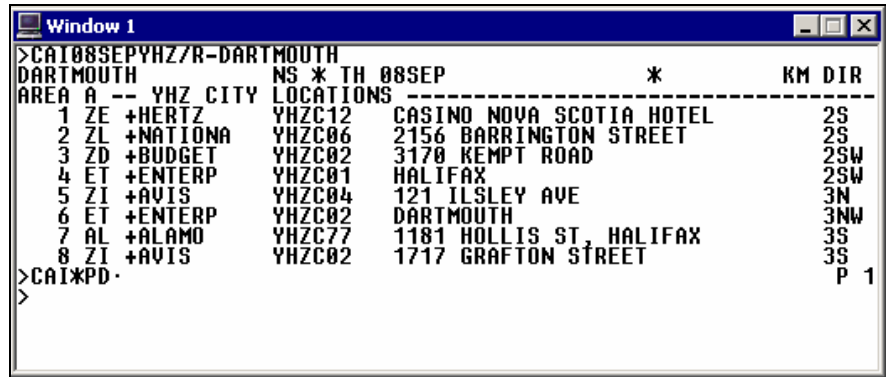 Window 1
>CAI08SEPYHZ/R-DARTMOUTH
DARTMOUTH NS * TH 08SEP * KM DIR
AREA A -- YHZ CITY LOCATIONS -----------------------------------
1 ZE +HERTZ YHZC12 CASINO NOVA SCOTIA HOTEL 2S
2 ZL +NATIONA YHZC06 2156 BARRINGTON STREET 2S
3 ZD +BUDGET YHZC02 3170 KEMPT ROAD 2SW
4 ET +ENTERP YHZC01 HALIFAX 2SW
5 ZI +AVIS YHZC04 121 ILSLEY AVE 3N
6 ET +ENTERP YHZC02 DARTMOUTH 3NW
7 AL +ALAMO YHZC77 1181 HOLLIS ST, HALIFAX 3S
8 ZI +AVIS YHZC02 1717 GRAFTON STREET 3S
>CAI*PD· P 1
>